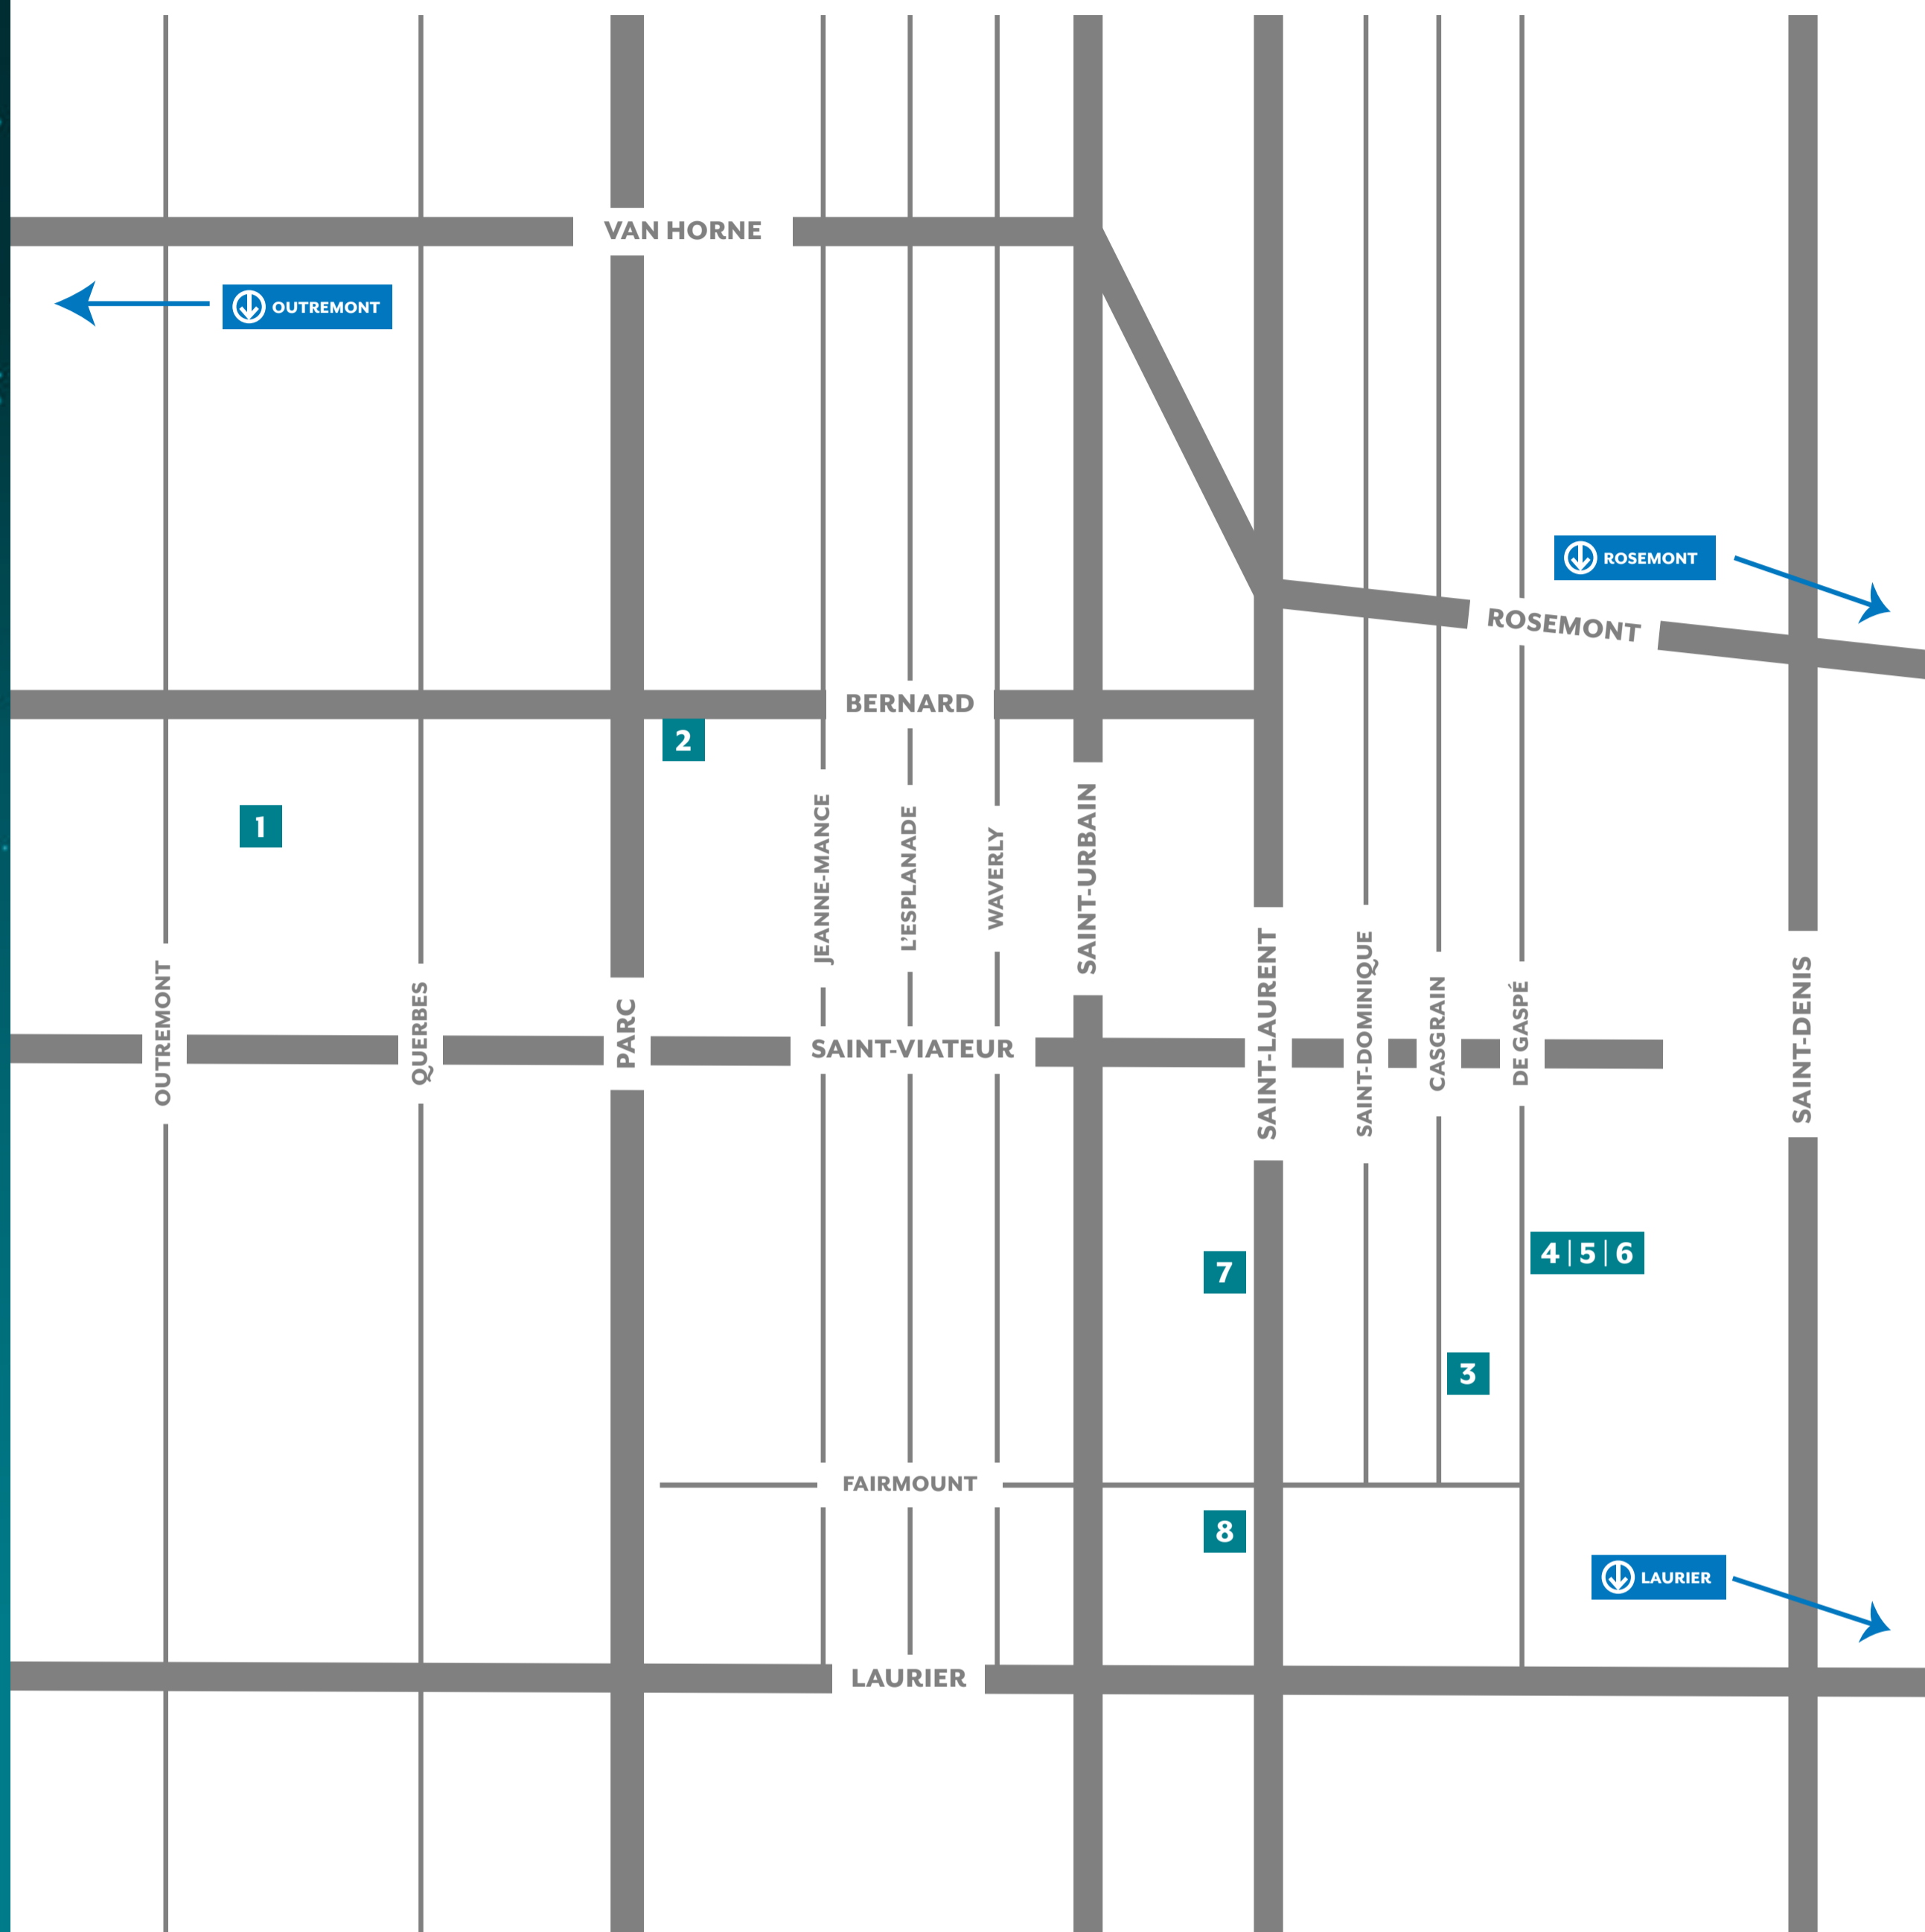 VAN HORNE
OUTREMONT
ROSEMONT
ROSEMONT
BERNARD
2
1
JEANNE-MANCE
L'ESPLANADE
WAVERLY
SAINT-URBAIN
OUTREMONT
QUERBES
PARC
SAINT-VIATEUR
SAINT-LAURENT
SAINT-DOMINIQUE
CASGRAIN
DE GASPÉ
SAINT-DENIS
4 | 5 | 6
7
3
FAIRMOUNT
8
LAURIER
LAURIER